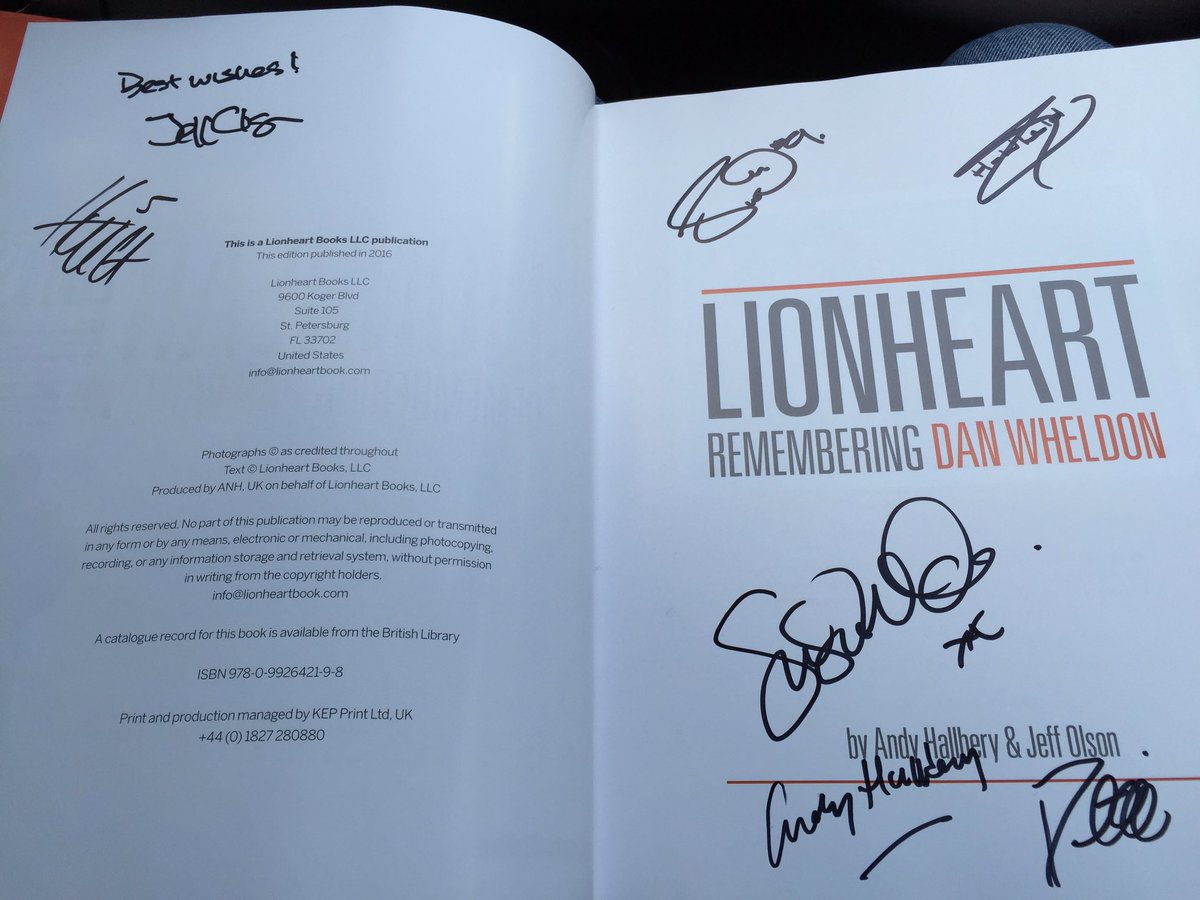 Best wishes!
This is a Lionheart Books LLC publication
This edition published in 2016
Lionheart Books LLC
9600 Koger Blvd
Suite 105
St. Petersburg
FL 33702
United States
info@lionheartbook.com
Photographs © as credited throughout
Text © Lionheart Books, LLC
Produced by ANH, UK on behalf of Lionheart Books, LLC
All rights reserved. No part of this publication may be reproduced or transmitted
in any form or by any means, electronic or mechanical, including photocopying,
recording, or any information storage and retrieval system, without permission
in writing from the copyright holders.
info@lionheartbook.com
A catalogue record for this book is available from the British Library
ISBN 978-0-9926421-9-8
Print and production managed by KEP Print Ltd, UK
+44 (0) 1827 280880
LIONHEART
REMEMBERING DAN WHELDON
by Andy Hallbery & Jeff Olson
Andy Hallbery